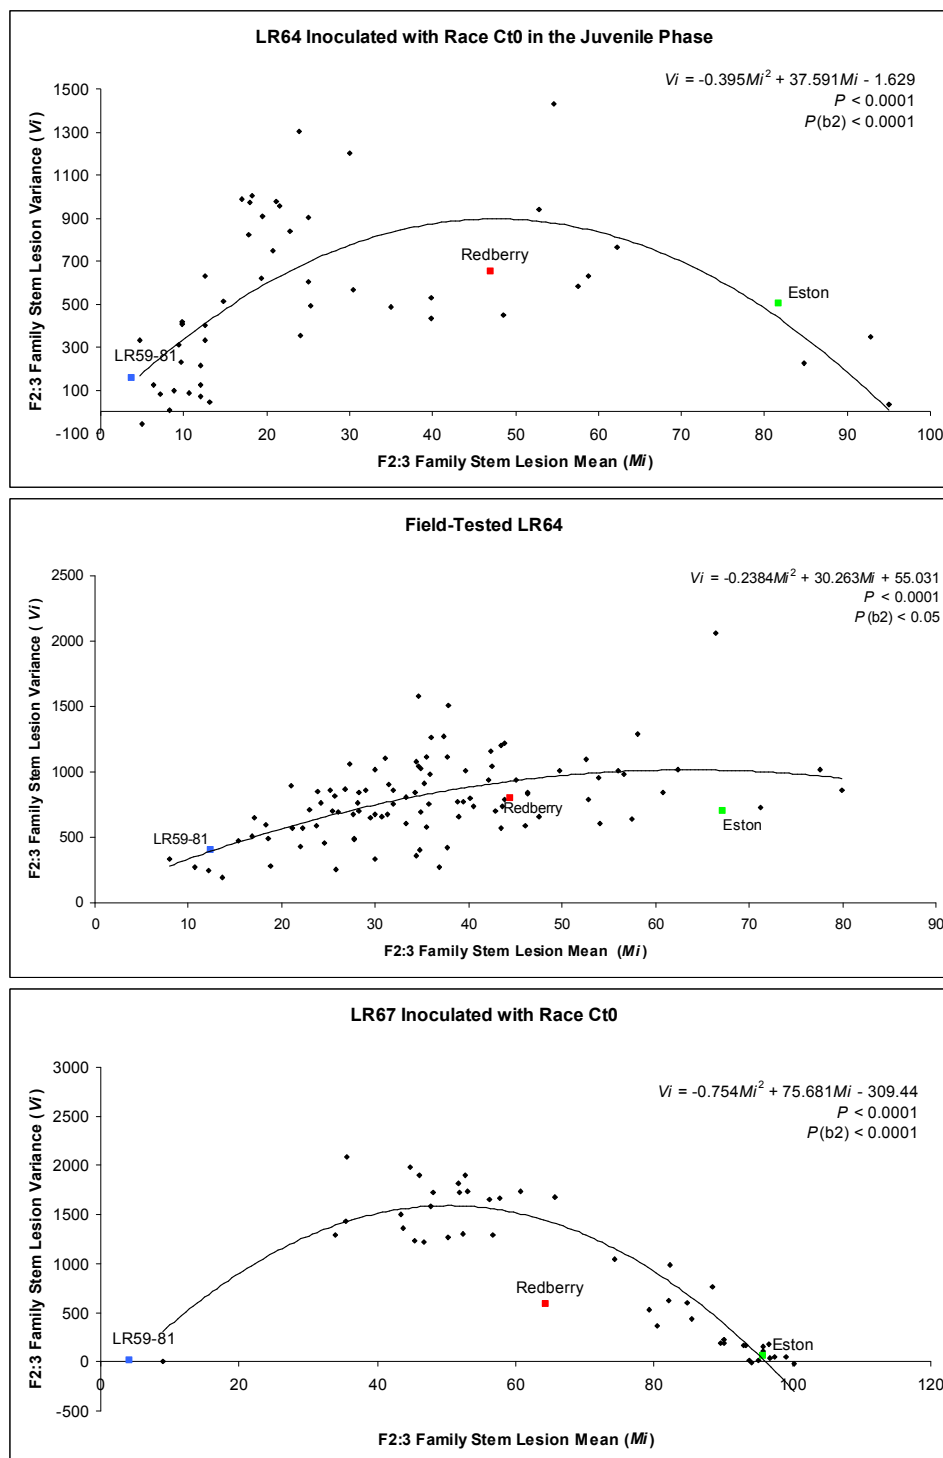 LR64 Inoculated with Race Ct0 in the Juvenile Phase
Vi = -0.395Mi² + 37.591Mi - 1.629
P < 0.0001
P(b2) < 0.0001
F2:3 Family Stem Lesion Variance (Vi)
1500
1300
1100
900
700
500
300
100
-100
Redberry
Eston
LR59-81
0 10 20 30 40 50 60 70 80 90 100
F2:3 Family Stem Lesion Mean (Mi)
Field-Tested LR64
Vi = -0.2384Mi² + 30.263Mi + 55.031
P < 0.0001
P(b2) < 0.05
F2:3 Family Stem Lesion Variance ( Vi)
2500
2000
1500
1000
500
0
LR59-81
Redberry
Eston
0 10 20 30 40 50 60 70 80 90
F2:3 Family Stem Lesion Mean (Mi)
LR67 Inoculated with Race Ct0
Vi = -0.754Mi² + 75.681Mi - 309.44
P < 0.0001
P(b2) < 0.0001
F2:3 Family Stem Lesion Variance (Vi)
3000
2500
2000
1500
1000
500
0
-500
Redberry
LR59-81
Eston
0 20 40 60 80 100 120
F2:3 Family Stem Lesion Mean (Mi)